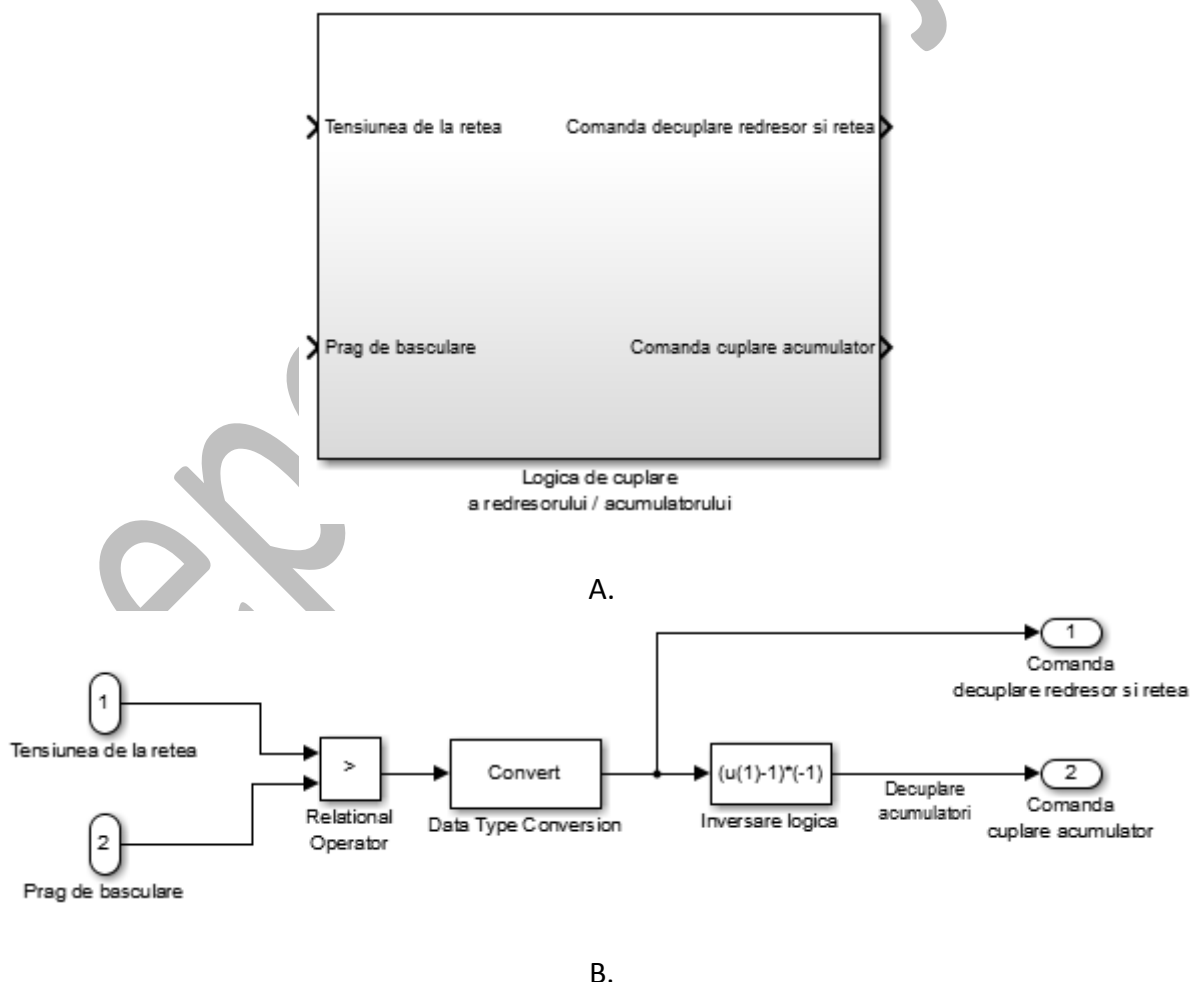 Tensiunea de la retea
Comanda decuplare redresor si retea
Prag de basculare
Comanda cuplare acumulator
Logica de cuplare
a redresorului / acumulatorului
A.
1
Tensiunea de la retea
2
Prag de basculare
>
Relational
Operator
Convert
Data Type Conversion
(u(1)-1)*(-1)
Inversare logica
Decuplare
acumulatori
1
Comanda
decuplare redresor si retea
2
Comanda
cuplare acumulator
B.